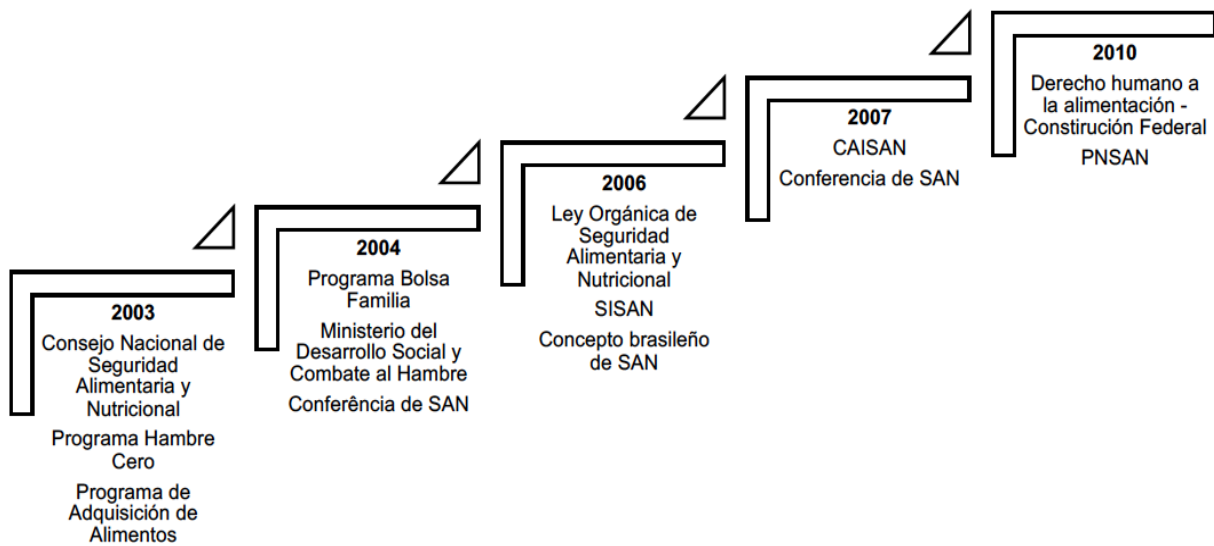 2003
Consejo Nacional de
Seguridad
Alimentaria y
Nutricional
Programa Hambre
Cero
Programa de
Adquisición de
Alimentos
2004
Programa Bolsa
Familia
Ministerio del
Desarrollo Social y
Combate al Hambre
Conferência de SAN
2006
Ley Orgánica de
Seguridad
Alimentaria y
Nutricional
SISAN
Concepto brasileño
de SAN
2007
CAISAN
Conferencia de SAN
2010
Derecho humano a
la alimentación -
Constirución Federal
PNSAN